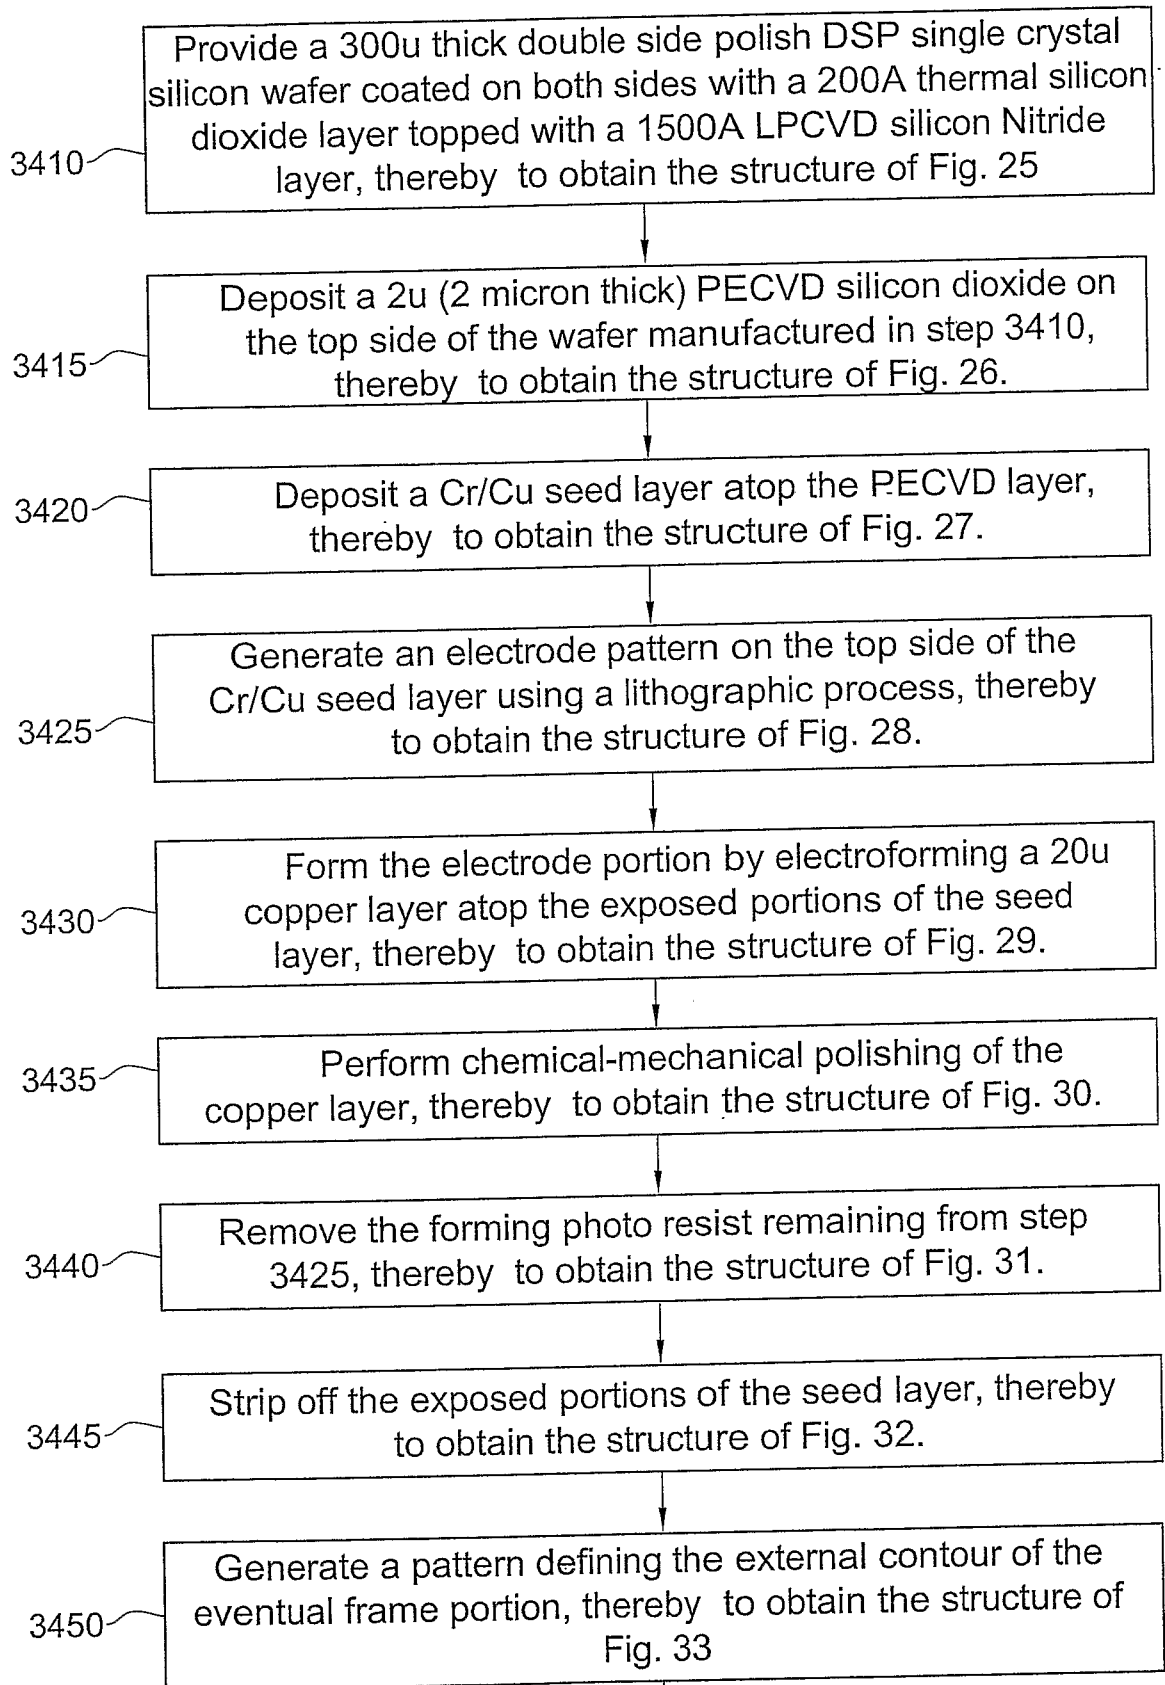 Provide a 300u thick double side polish DSP single crystal
silicon wafer coated on both sides with a 200A thermal silicon
dioxide layer topped with a 1500A LPCVD silicon Nitride
layer, thereby to obtain the structure of Fig. 25
3410
Deposit a 2u (2 micron thick) PECVD silicon dioxide on
the top side of the wafer manufactured in step 3410,
thereby to obtain the structure of Fig. 26.
3415
Deposit a Cr/Cu seed layer atop the PECVD layer,
thereby to obtain the structure of Fig. 27.
3420
Generate an electrode pattern on the top side of the
Cr/Cu seed layer using a lithographic process, thereby
to obtain the structure of Fig. 28.
3425
Form the electrode portion by electroforming a 20u
copper layer atop the exposed portions of the seed
layer, thereby to obtain the structure of Fig. 29.
3430
Perform chemical-mechanical polishing of the
copper layer, thereby to obtain the structure of Fig. 30.
3435
Remove the forming photo resist remaining from step
3425, thereby to obtain the structure of Fig. 31.
3440
Strip off the exposed portions of the seed layer, thereby
to obtain the structure of Fig. 32.
3445
Generate a pattern defining the external contour of the
eventual frame portion, thereby to obtain the structure of
Fig. 33
3450